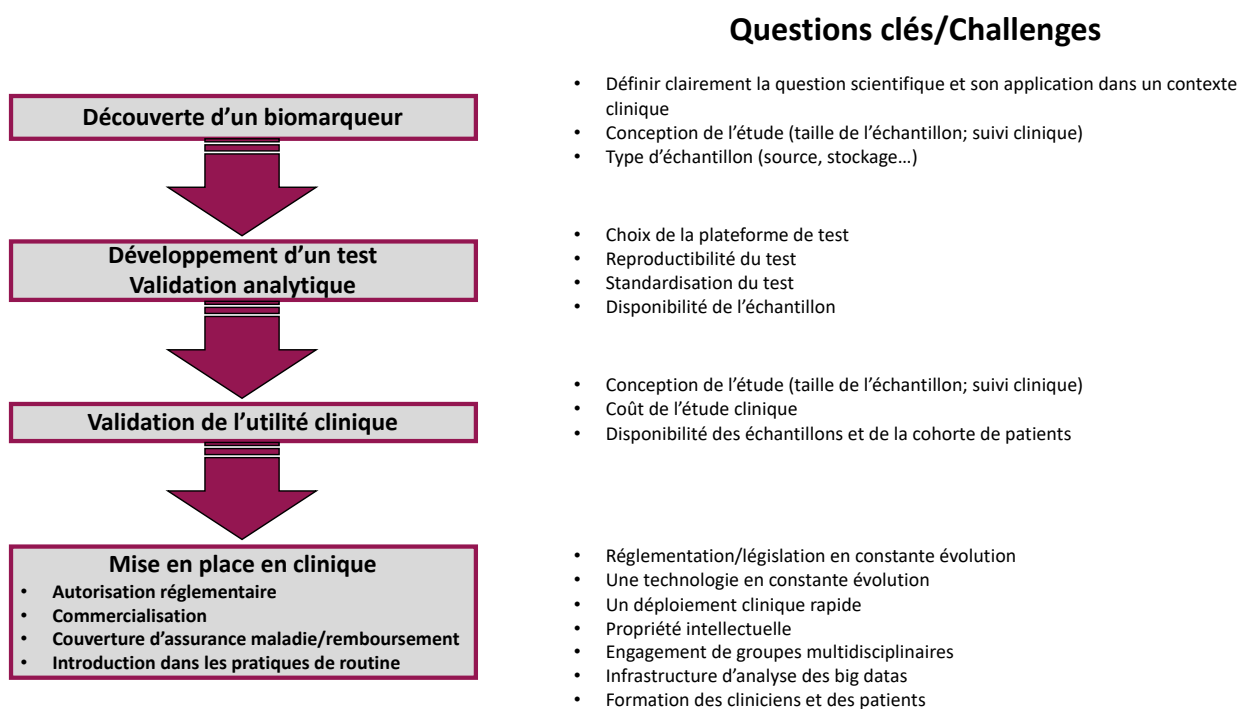 Questions clés/Challenges
Découverte d'un biomarqueur
• Définir clairement la question scientifique et son application dans un contexte
clinique
• Conception de l'étude (taille de l'échantillon; suivi clinique)
• Type d'échantillon (source, stockage…)
Développement d'un test
Validation analytique
• Choix de la plateforme de test
• Reproductibilité du test
• Standardisation du test
• Disponibilité de l'échantillon
Validation de l'utilité clinique
• Conception de l'étude (taille de l'échantillon; suivi clinique)
• Coût de l'étude clinique
• Disponibilité des échantillons et de la cohorte de patients
Mise en place en clinique
• Autorisation réglementaire
• Commercialisation
• Couverture d'assurance maladie/remboursement
• Introduction dans les pratiques de routine
• Réglementation/législation en constante évolution
• Une technologie en constante évolution
• Un déploiement clinique rapide
• Propriété intellectuelle
• Engagement de groupes multidisciplinaires
• Infrastructure d'analyse des big datas
• Formation des cliniciens et des patients